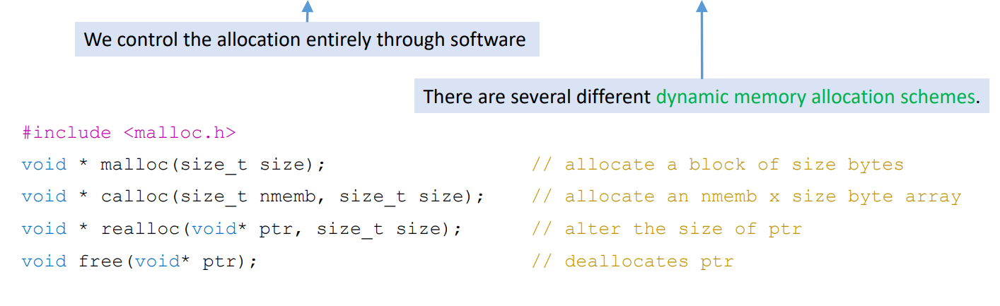 We control the allocation entirely through software
There are several different dynamic memory allocation schemes.
#include <malloc.h>
void * malloc(size_t size); // allocate a block of size bytes
void * calloc(size_t nmemb, size_t size); // allocate an nmemb x size byte array
void * realloc(void* ptr, size_t size); // alter the size of ptr
void free(void* ptr); // deallocates ptr